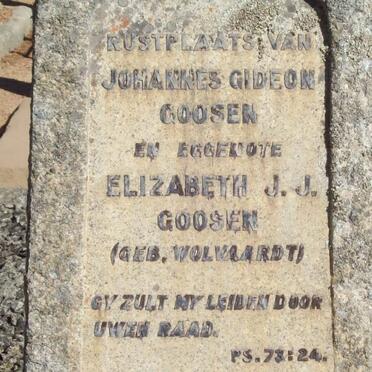 RUSTPLAATS VAN
JOHANNES GIDEON
GOOSEN
EN EGGENOTE
ELIZABETH J. J.
GOOSEN
(GEB. WOLVAARDT)
GY ZULT MY LEIDEN DOOR
UWEN RAAD.
PS. 73:24.